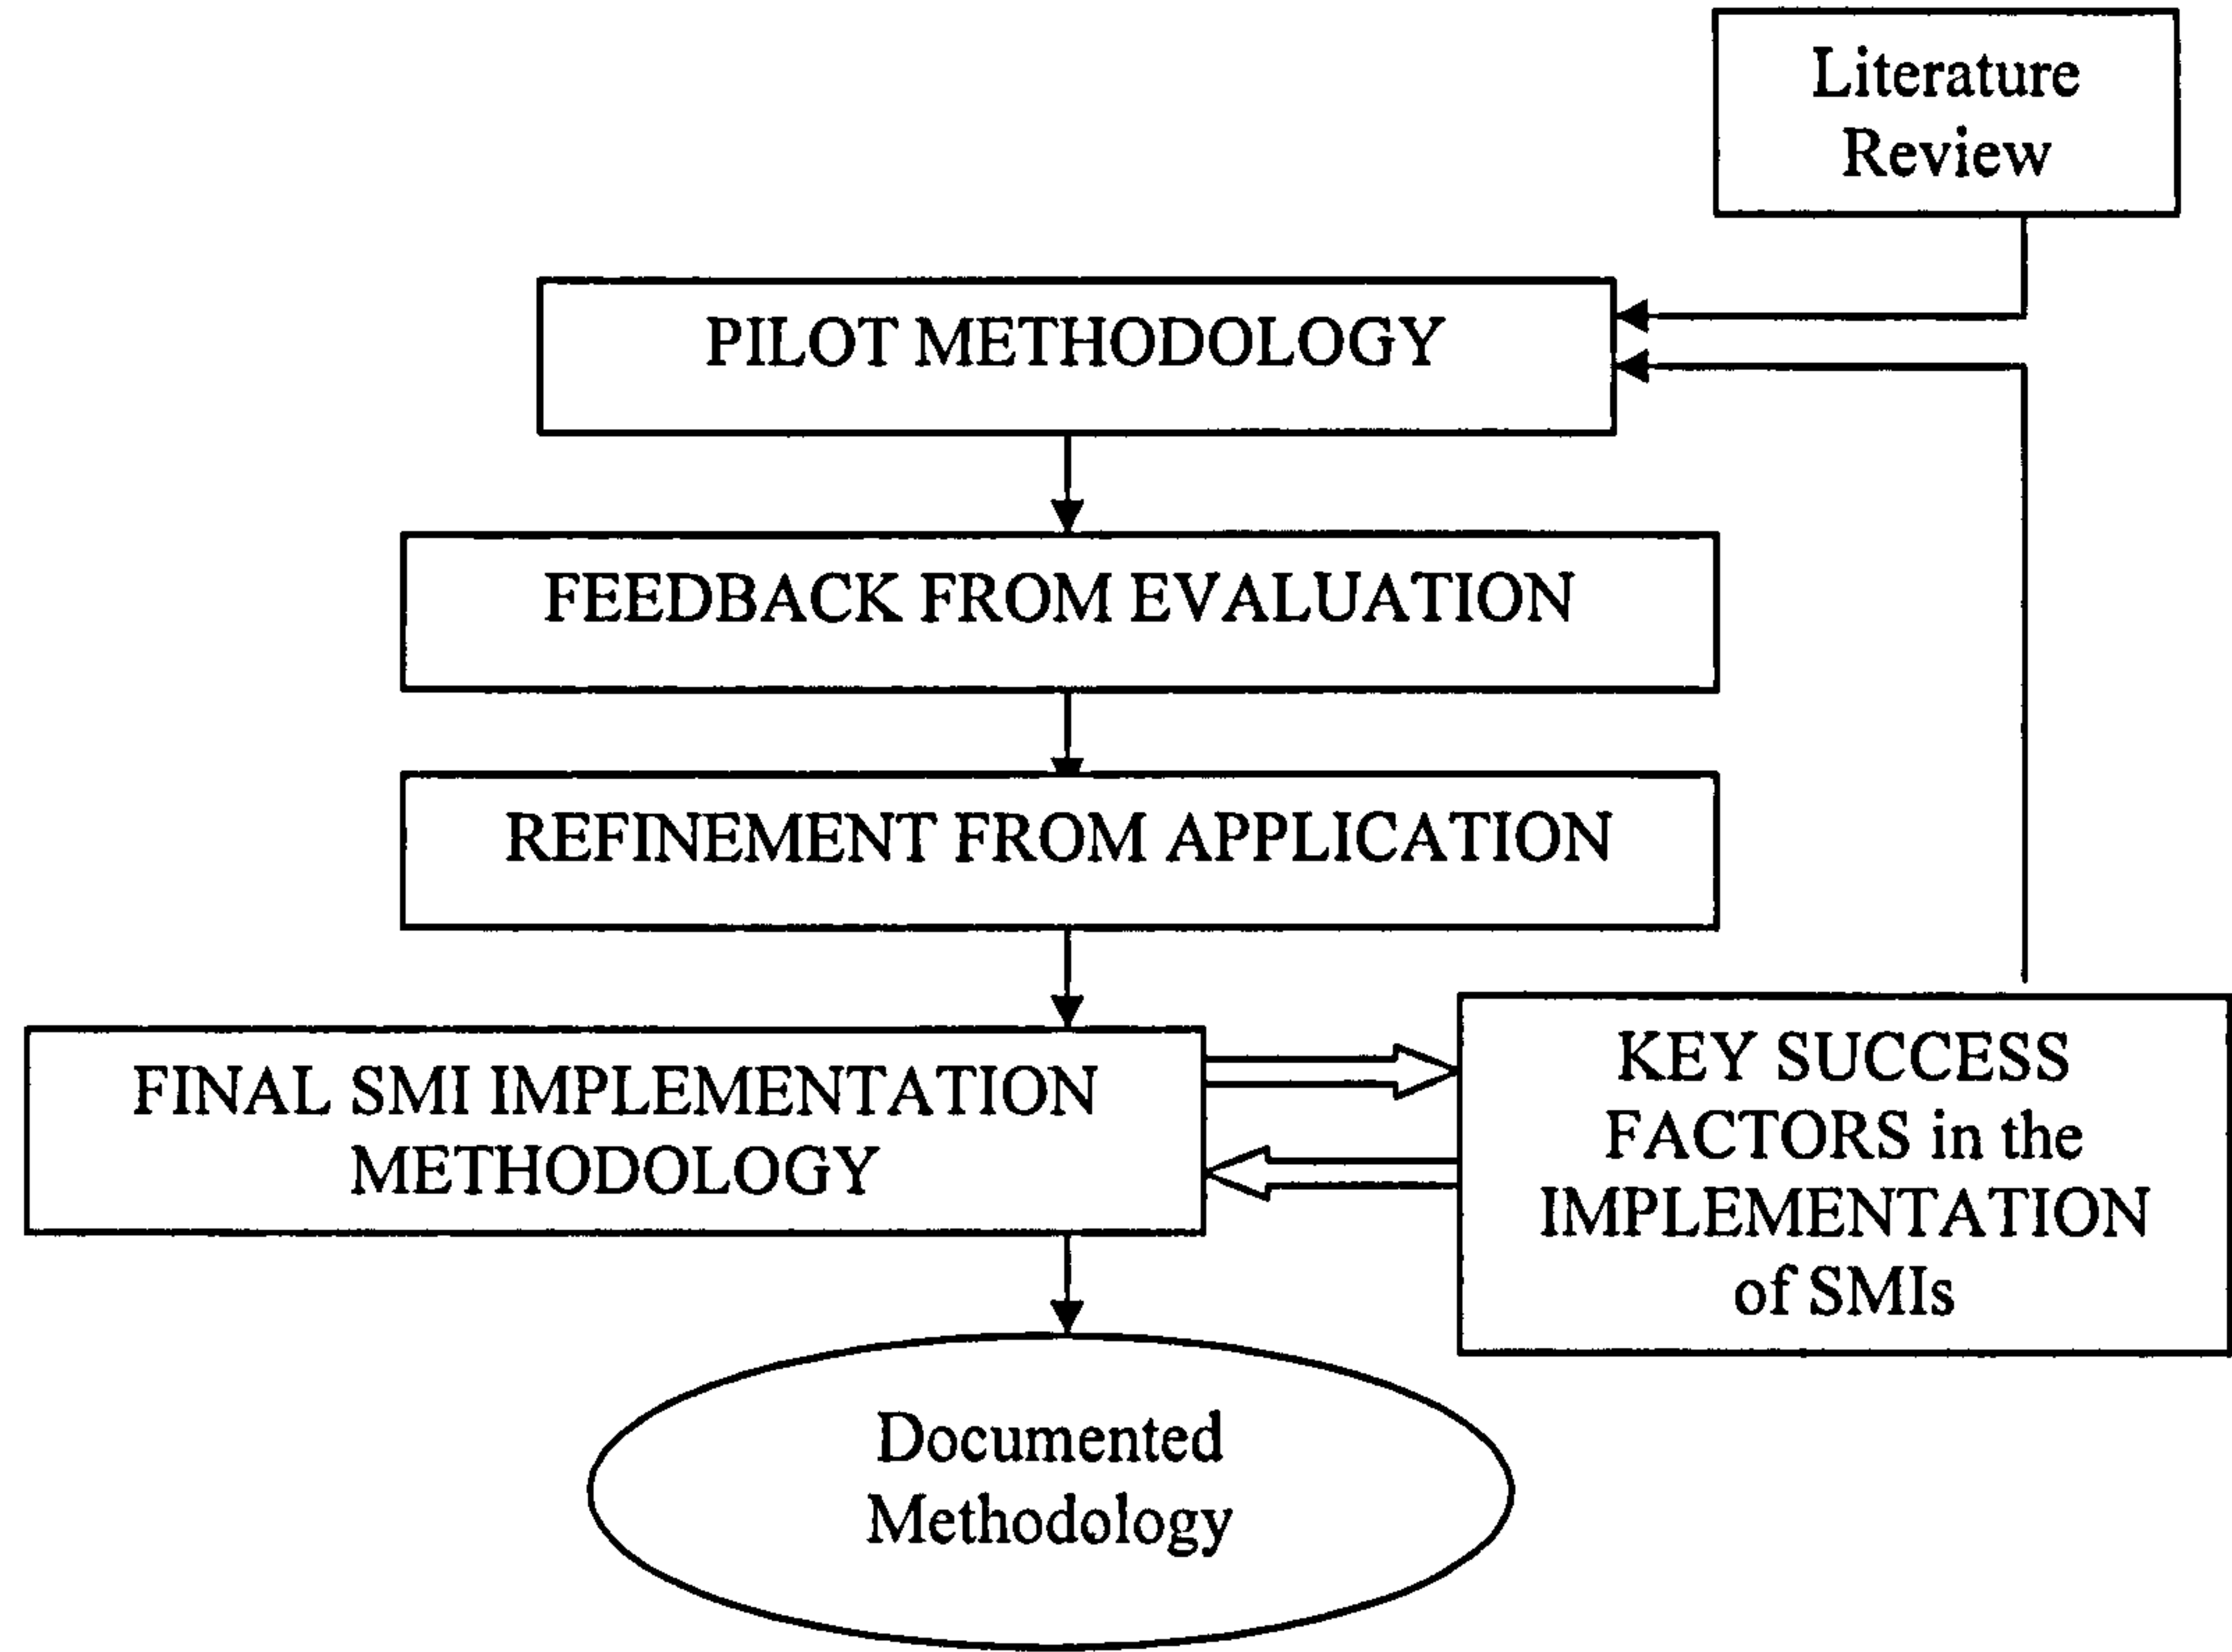 Literature
Review
PILOT METHODOLOGY
FEEDBACK FROM EVALUATION
REFINEMENT FROM APPLICATION
FINAL SMI IMPLEMENTATION
METHODOLOGY
KEY SUCCESS
FACTORS in the
IMPLEMENTATION
of SMIs
Documented
Methodology